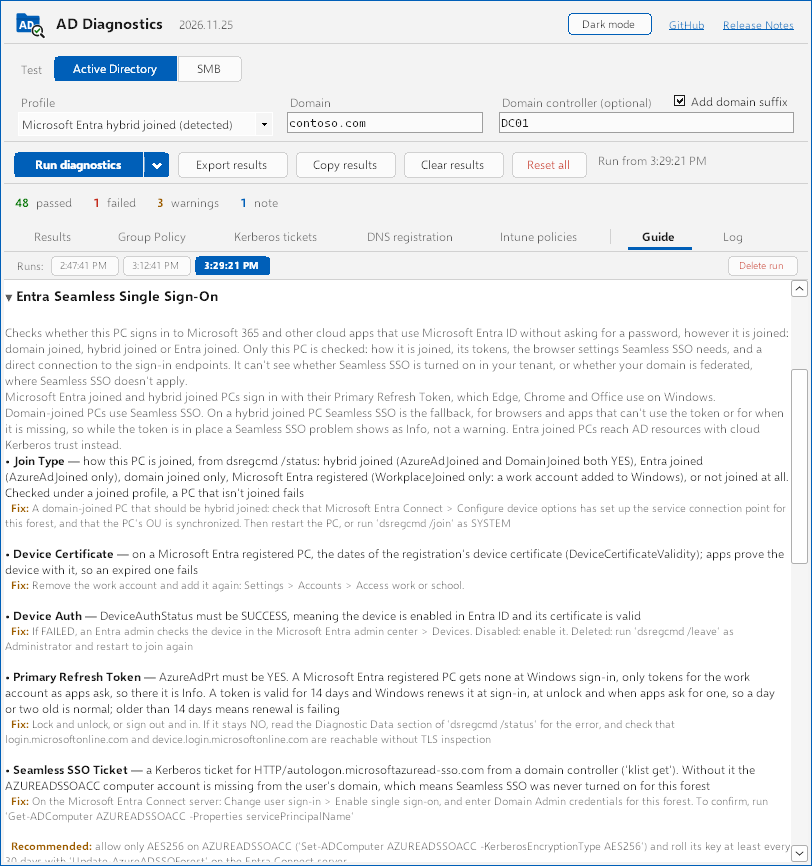 AD Diagnostics 2026.11.25 Dark mode GitHub Release Notes
Test Active Directory SMB
Profile Domain Domain controller (optional) Add domain suffix
Microsoft Entra hybrid joined (detected) contoso.com DC01
Run diagnostics Export results Copy results Clear results Reset all Run from 3:29:21 PM
48 passed 1 failed 3 warnings 1 note
Results Group Policy Kerberos tickets DNS registration Intune policies Guide Log
Runs: 2:47:41 PM 3:12:41 PM 3:29:21 PM Delete run
▾ Entra Seamless Single Sign-On
Checks whether this PC signs in to Microsoft 365 and other cloud apps that use Microsoft Entra ID without asking for a password, however it is joined:
domain joined, hybrid joined or Entra joined. Only this PC is checked: how it is joined, its tokens, the browser settings Seamless SSO needs, and a
direct connection to the sign-in endpoints. It can't see whether Seamless SSO is turned on in your tenant, or whether your domain is federated,
where Seamless SSO doesn't apply.
Microsoft Entra joined and hybrid joined PCs sign in with their Primary Refresh Token, which Edge, Chrome and Office use on Windows.
Domain-joined PCs use Seamless SSO. On a hybrid joined PC Seamless SSO is the fallback, for browsers and apps that can't use the token or for when
it is missing, so while the token is in place a Seamless SSO problem shows as Info, not a warning. Entra joined PCs reach AD resources with cloud
Kerberos trust instead.
• Join Type — how this PC is joined, from dsregcmd /status: hybrid joined (AzureAdJoined and DomainJoined both YES), Entra joined
(AzureAdJoined only), domain joined only, Microsoft Entra registered (WorkplaceJoined only: a work account added to Windows), or not joined at all.
Checked under a joined profile, a PC that isn't joined fails
Fix: A domain-joined PC that should be hybrid joined: check that Microsoft Entra Connect > Configure device options has set up the service connection point for
this forest, and that the PC's OU is synchronized. Then restart the PC, or run 'dsregcmd /join' as SYSTEM
• Device Certificate — on a Microsoft Entra registered PC, the dates of the registration's device certificate (DeviceCertificateValidity); apps prove the
device with it, so an expired one fails
Fix: Remove the work account and add it again: Settings > Accounts > Access work or school.
• Device Auth — DeviceAuthStatus must be SUCCESS, meaning the device is enabled in Entra ID and its certificate is valid
Fix: If FAILED, an Entra admin checks the device in the Microsoft Entra admin center > Devices. Disabled: enable it. Deleted: run 'dsregcmd /leave' as
Administrator and restart to join again
• Primary Refresh Token — AzureAdPrt must be YES. A Microsoft Entra registered PC gets none at Windows sign-in, only tokens for the work
account as apps ask, so there it is Info. A token is valid for 14 days and Windows renews it at sign-in, at unlock and when apps ask for one, so a day
or two old is normal; older than 14 days means renewal is failing
Fix: Lock and unlock, or sign out and in. If it stays NO, read the Diagnostic Data section of 'dsregcmd /status' for the error, and check that
login.microsoftonline.com and device.login.microsoftonline.com are reachable without TLS inspection
• Seamless SSO Ticket — a Kerberos ticket for HTTP/autologon.microsoftazuread-sso.com from a domain controller ('klist get'). Without it the
AZUREADSSOACC computer account is missing from the user's domain, which means Seamless SSO was never turned on for this forest
Fix: On the Microsoft Entra Connect server: Change user sign-in > Enable single sign-on, and enter Domain Admin credentials for this forest. To confirm, run
'Get-ADComputer AZUREADSSOACC -Properties servicePrincipalName'
Recommended: allow only AES256 on AZUREADSSOACC ('Set-ADComputer AZUREADSSOACC -KerberosEncryptionType AES256') and roll its key at least every
30 days with 'Update-AzureADSSOForest' on the Entra Connect server